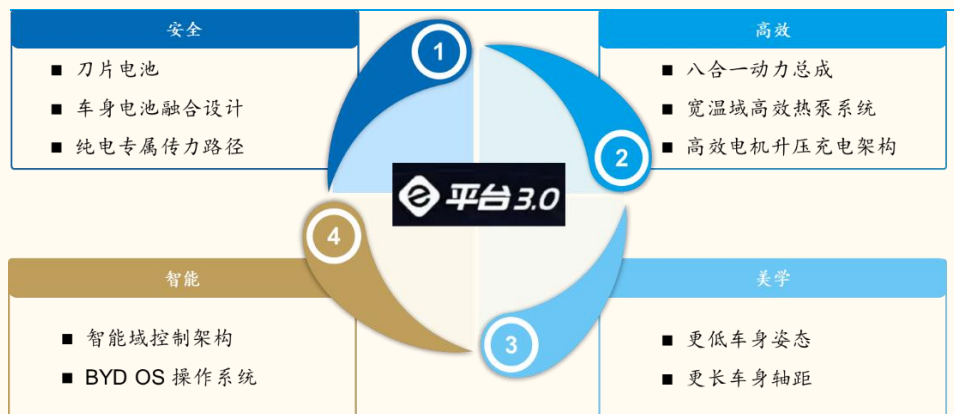 安全
刀片电池
车身电池融合设计
纯电专属传力路径
1
高效
八合一动力总成
宽温域高效热泵系统
高效电机升压充电架构
2
e 平台 3.0
4
智能
智能域控制架构
BYD OS 操作系统
3
美学
更低车身姿态
更长车身轴距